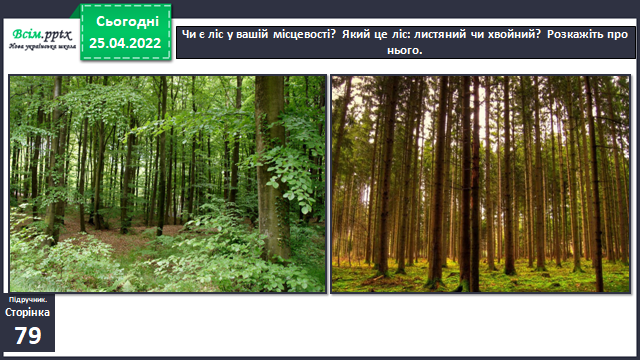 Всім.pptx
Нова українська школа
Сьогодні
25.04.2022
Чи є ліс у вашій місцевості? Який це ліс: листяний чи хвойний? Розкажіть про
нього.
Підручник.
Сторінка
79